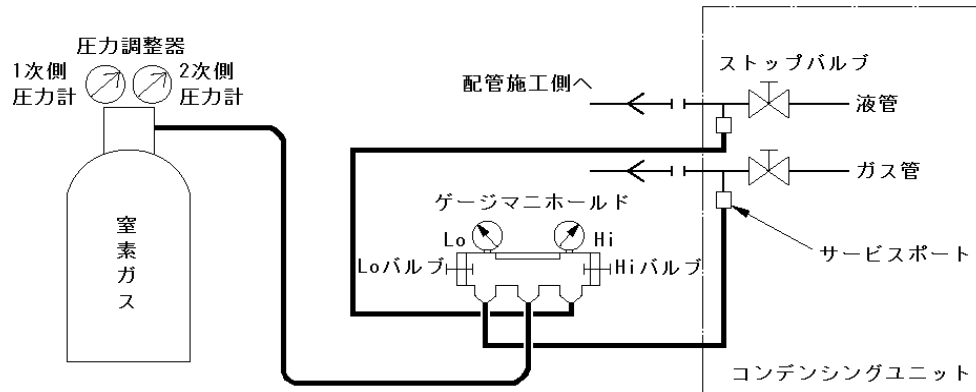 圧力調整器
1次側
圧力計
2次側
圧力計
窒素ガス
配管施工側へ
ストップバルブ
液管
ガス管
ゲージマニホールド
Lo
Hi
Loバルブ
Hiバルブ
サービスポート
コンデンシングユニット